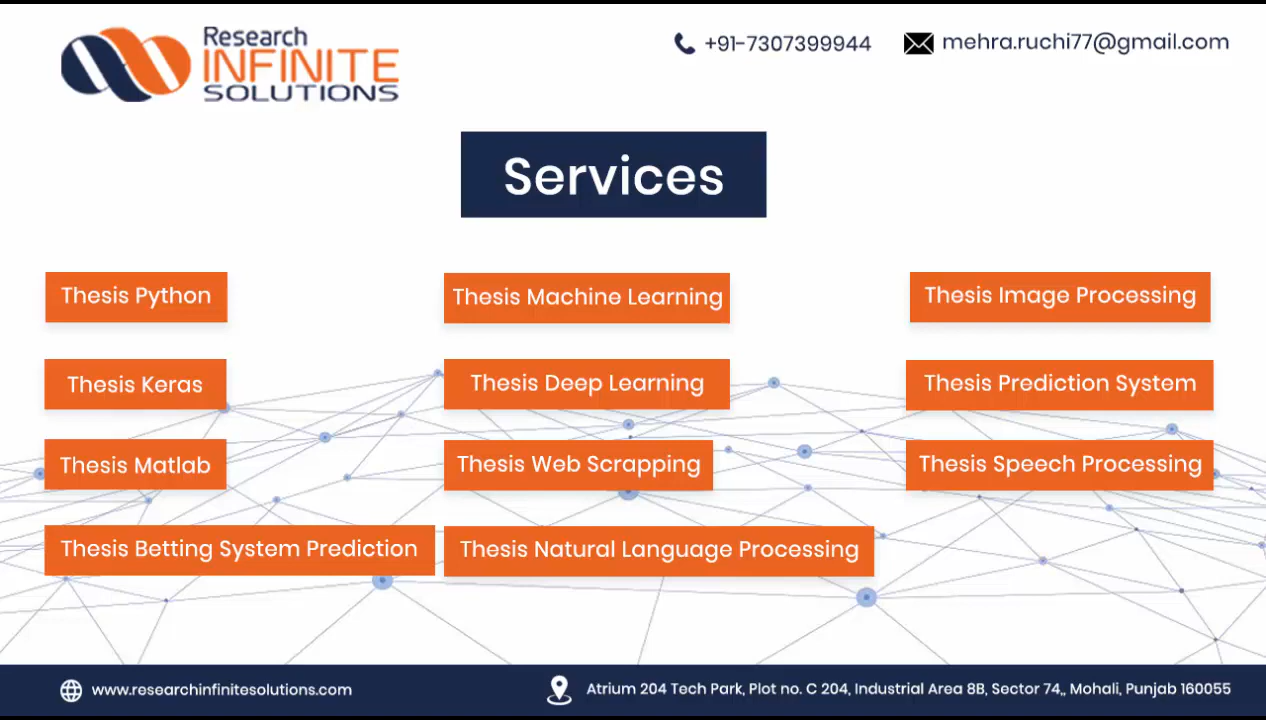 Research
INFINITE
SOLUTIONS
+91-7307399944
mehra.ruchi77@gmail.com
Services
Thesis Python
Thesis Machine Learning
Thesis Image Processing
Thesis Keras
Thesis Deep Learning
Thesis Prediction System
Thesis Matlab
Thesis Web Scrapping
Thesis Speech Processing
Thesis Betting System Prediction
Thesis Natural Language Processing
www.researchinfinitesolutions.com
Atrium 204 Tech Park, Plot no. C 204, Industrial Area 8B, Sector 74,, Mohali, Punjab 160055